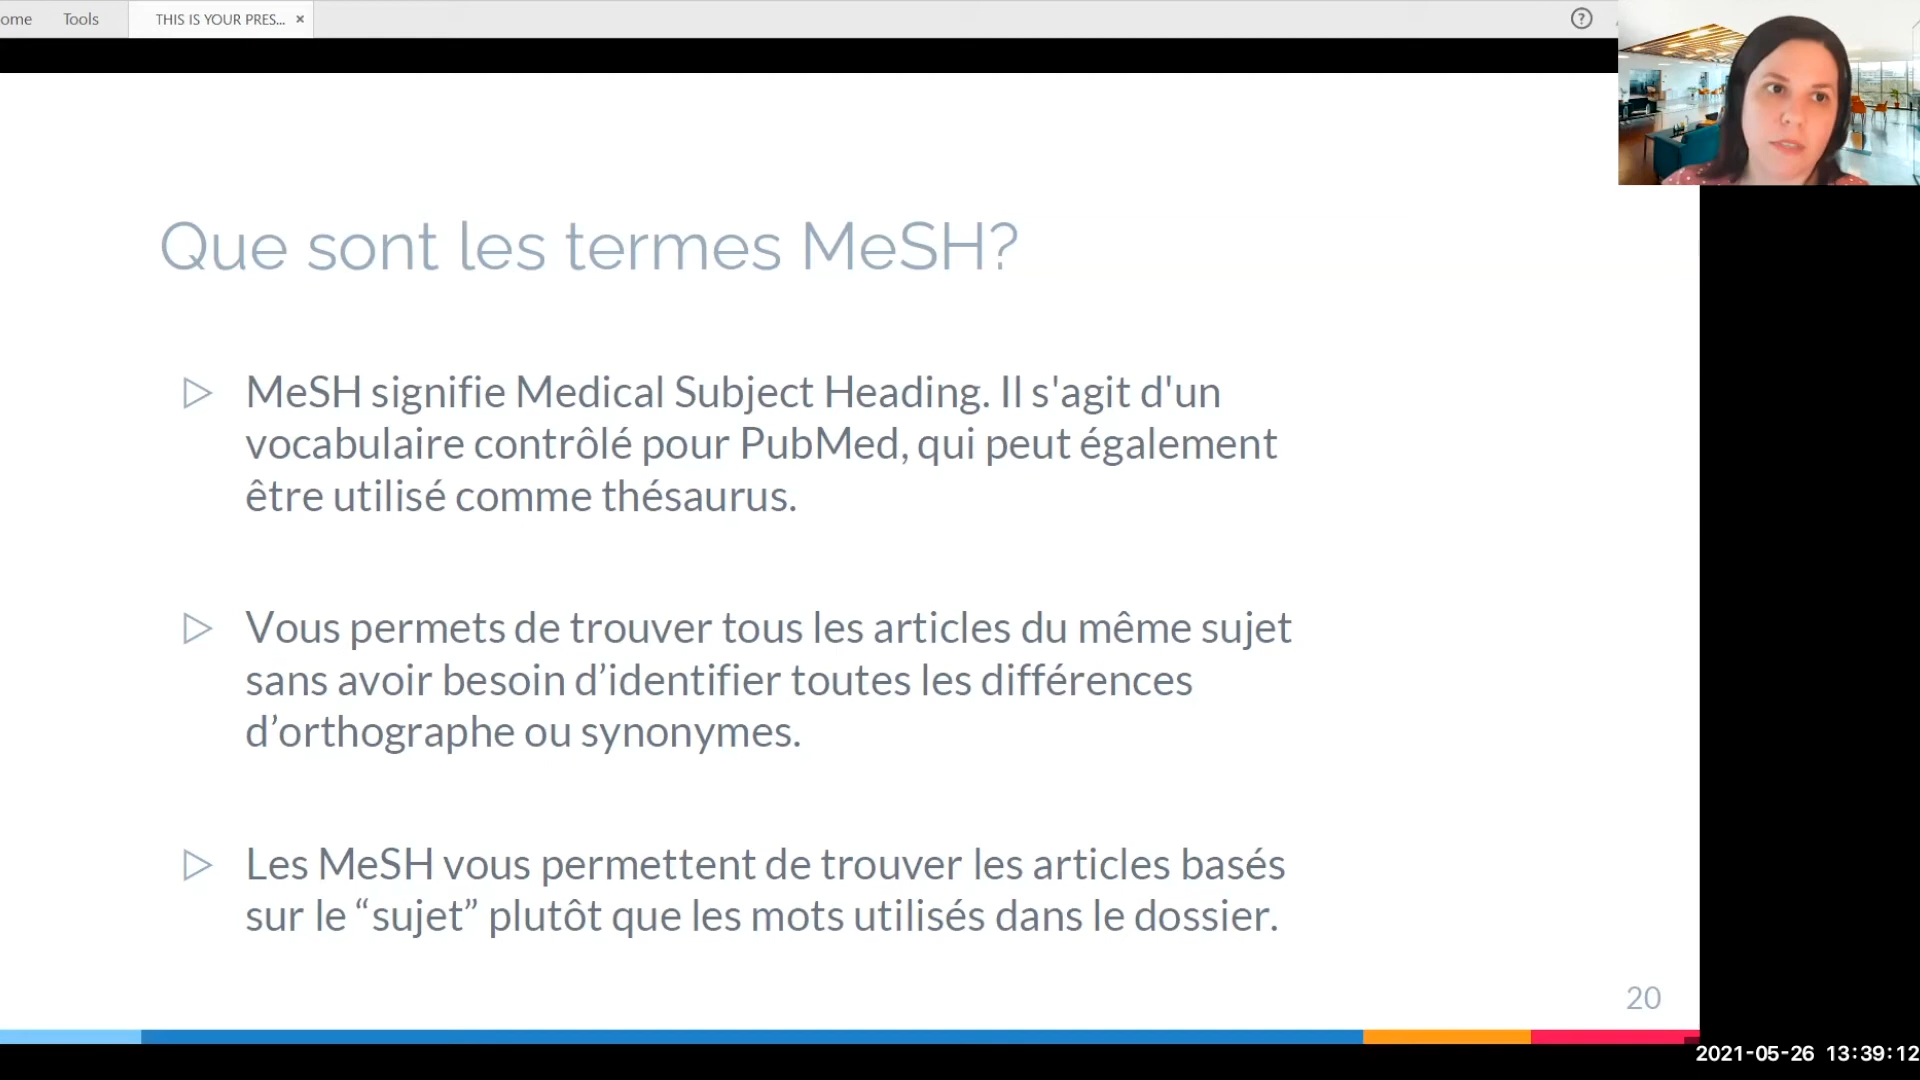 ome Tools THIS IS YOUR PRES... ×
?
Que sont les termes MeSH?
MeSH signifie Medical Subject Heading. Il s'agit d'un
vocabulaire contrôlé pour PubMed, qui peut également
être utilisé comme thésaurus.
Vous permets de trouver tous les articles du même sujet
sans avoir besoin d’identifier toutes les différences
d’orthographe ou synonymes.
Les MeSH vous permettent de trouver les articles basés
sur le “sujet” plutôt que les mots utilisés dans le dossier.
20
2021-05-26 13:39:12